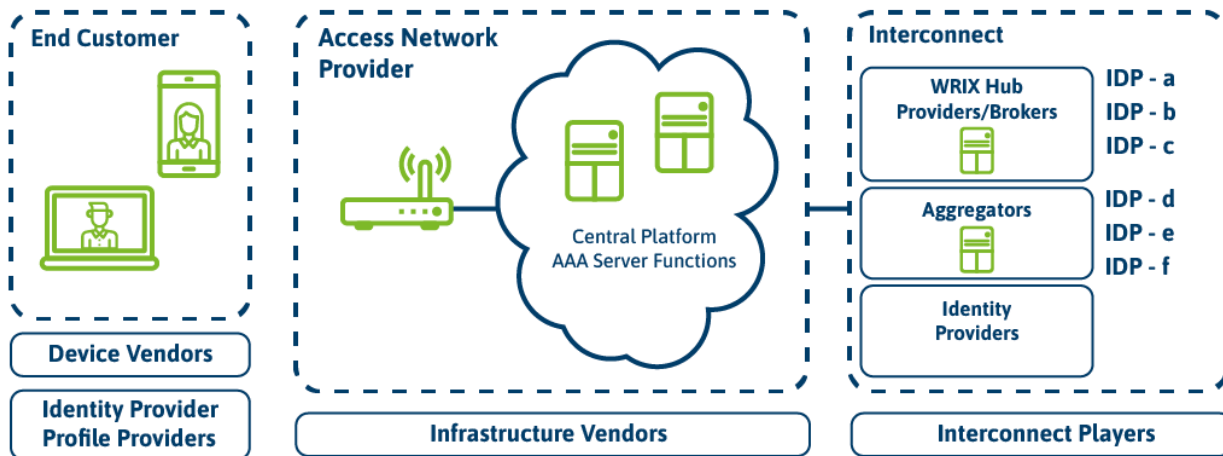 End Customer
Device Vendors
Identity Provider
Profile Providers
Access Network
Provider
Central Platform
AAA Server Functions
Infrastructure Vendors
Interconnect
WRIX Hub
Providers/Brokers
IDP - a
IDP - b
IDP - c
Aggregators
IDP - d
IDP - e
IDP - f
Identity
Providers
Interconnect Players